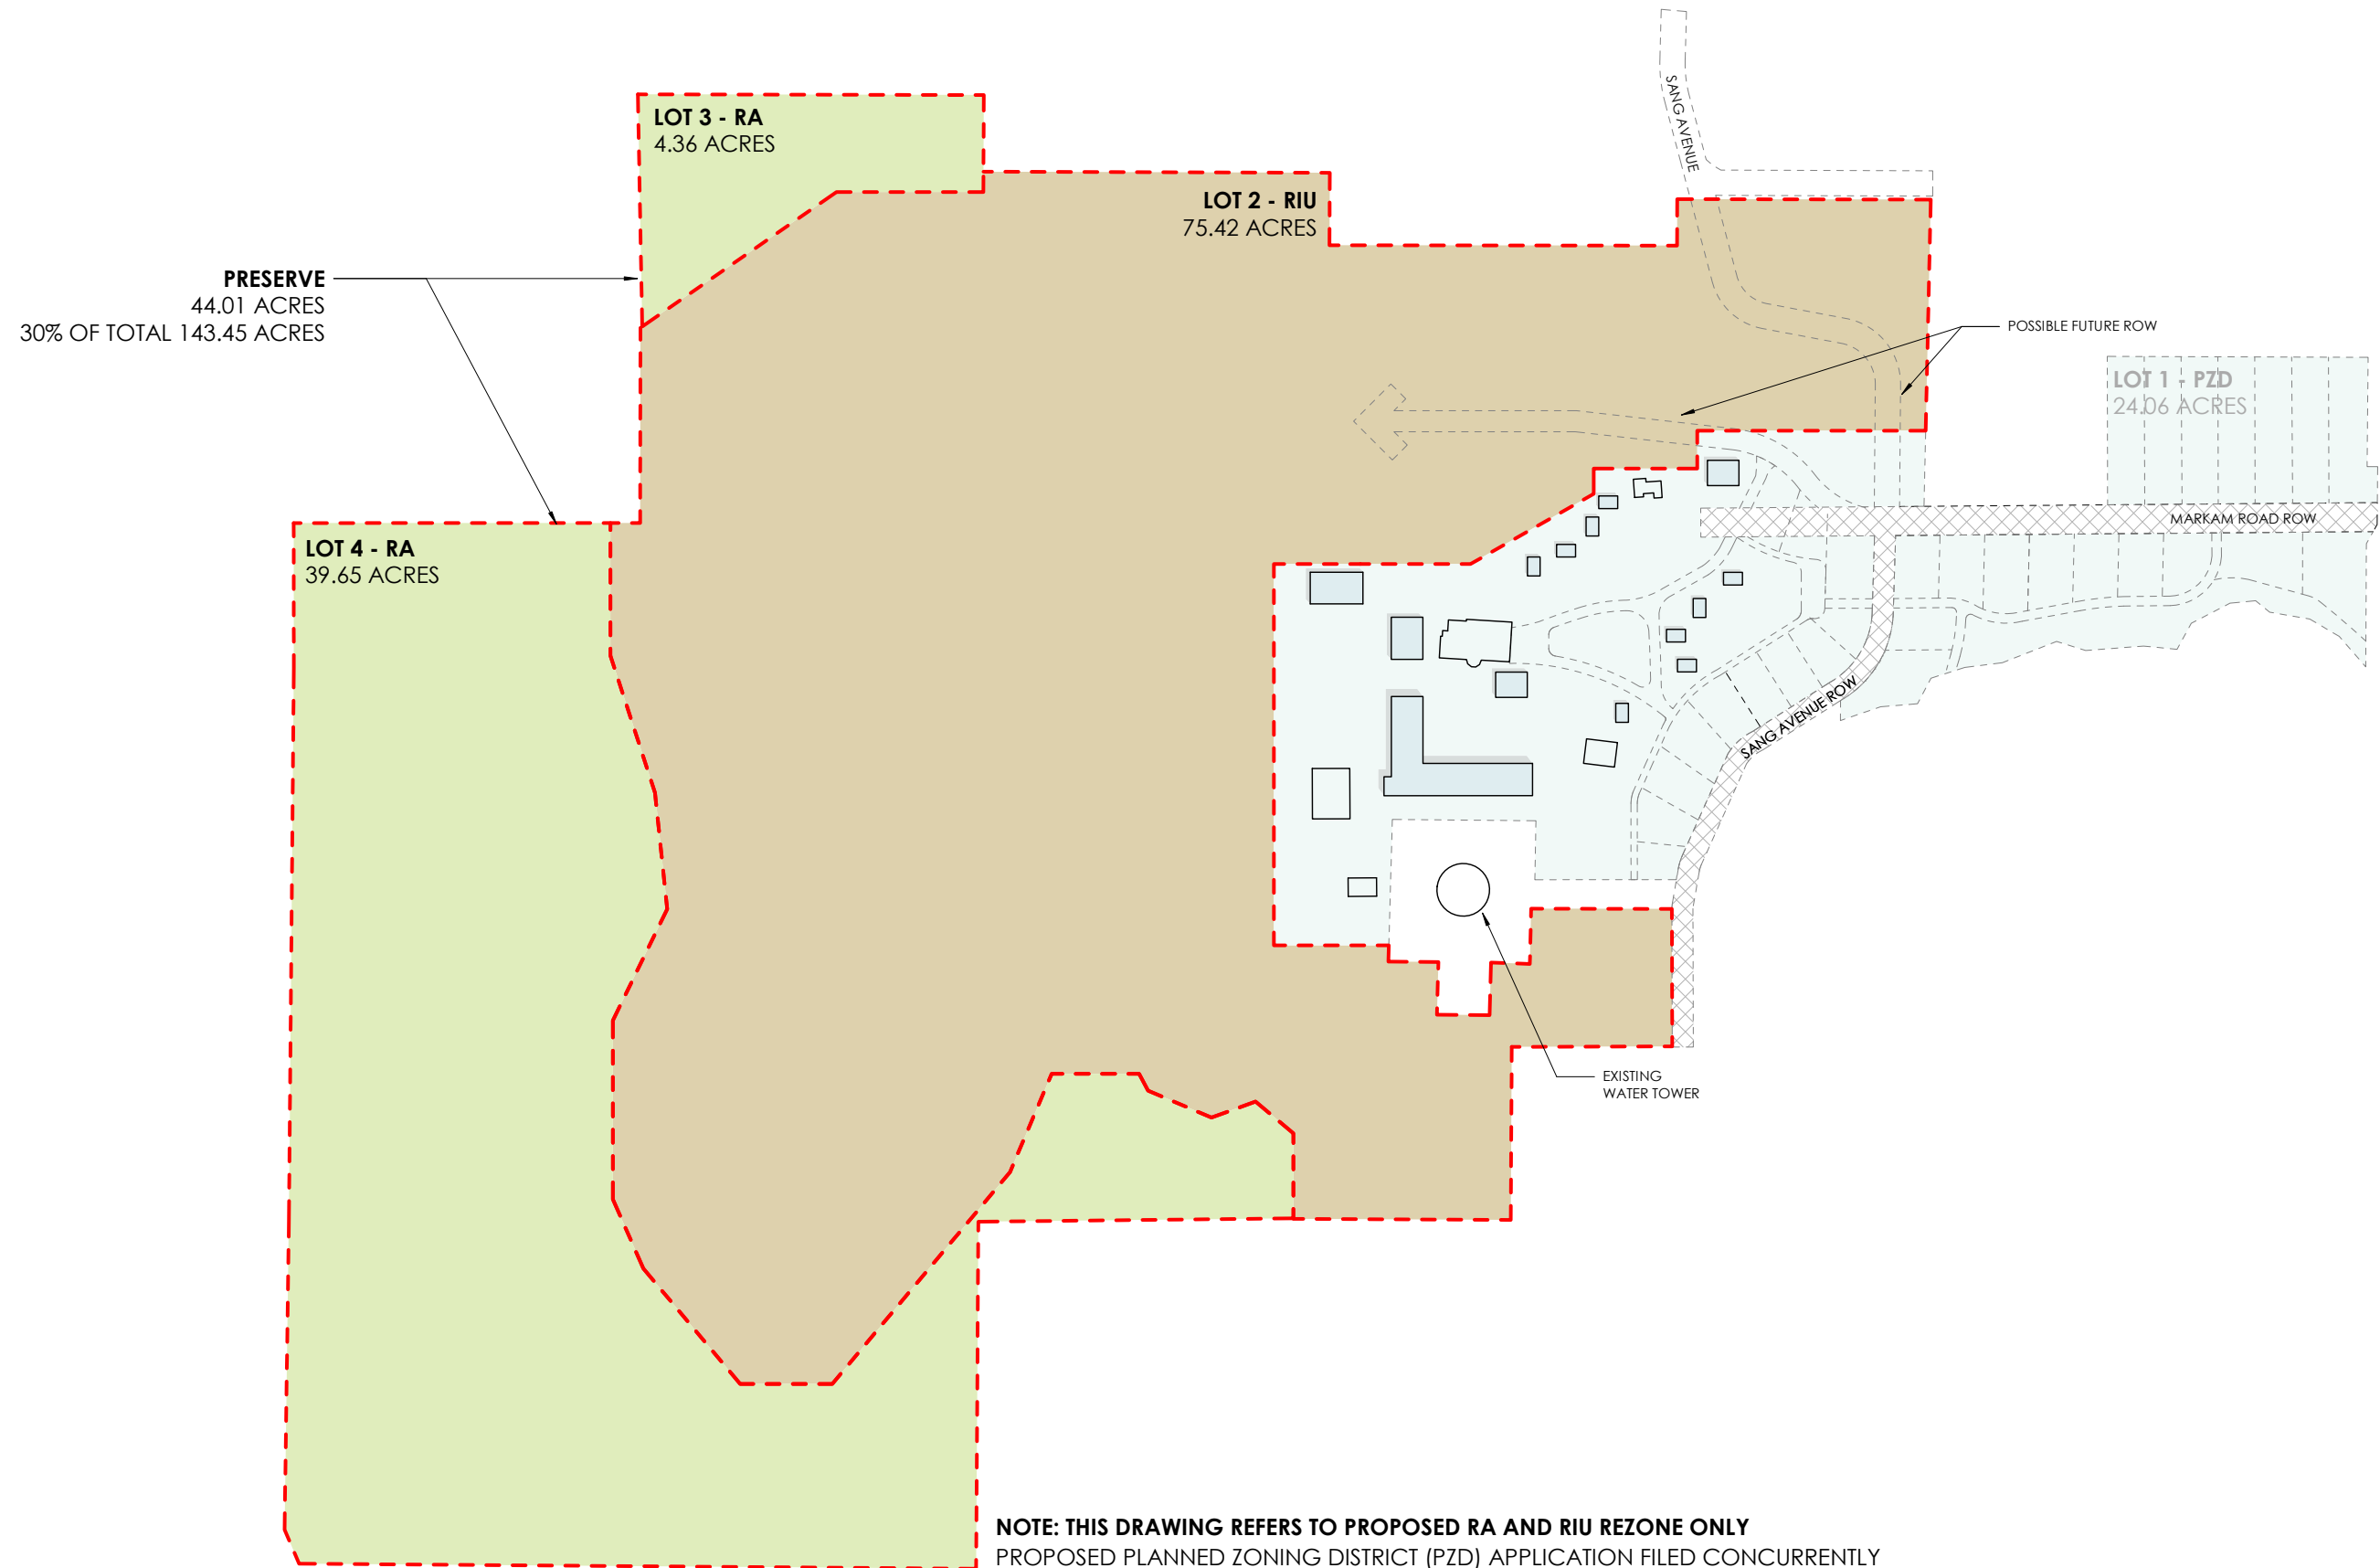 SANG AVENUE
LOT 3 - RA
4.36 ACRES
LOT 2 - RIU
75.42 ACRES
PRESERVE
44.01 ACRES
30% OF TOTAL 143.45 ACRES
POSSIBLE FUTURE ROW
LOT 1 - PZD
24.06 ACRES
MARKAM ROAD ROW
LOT 4 - RA
39.65 ACRES
SANG AVENUE ROW
EXISTING
WATER TOWER
NOTE: THIS DRAWING REFERS TO PROPOSED RA AND RIU REZONE ONLY
PROPOSED PLANNED ZONING DISTRICT (PZD) APPLICATION FILED CONCURRENTLY